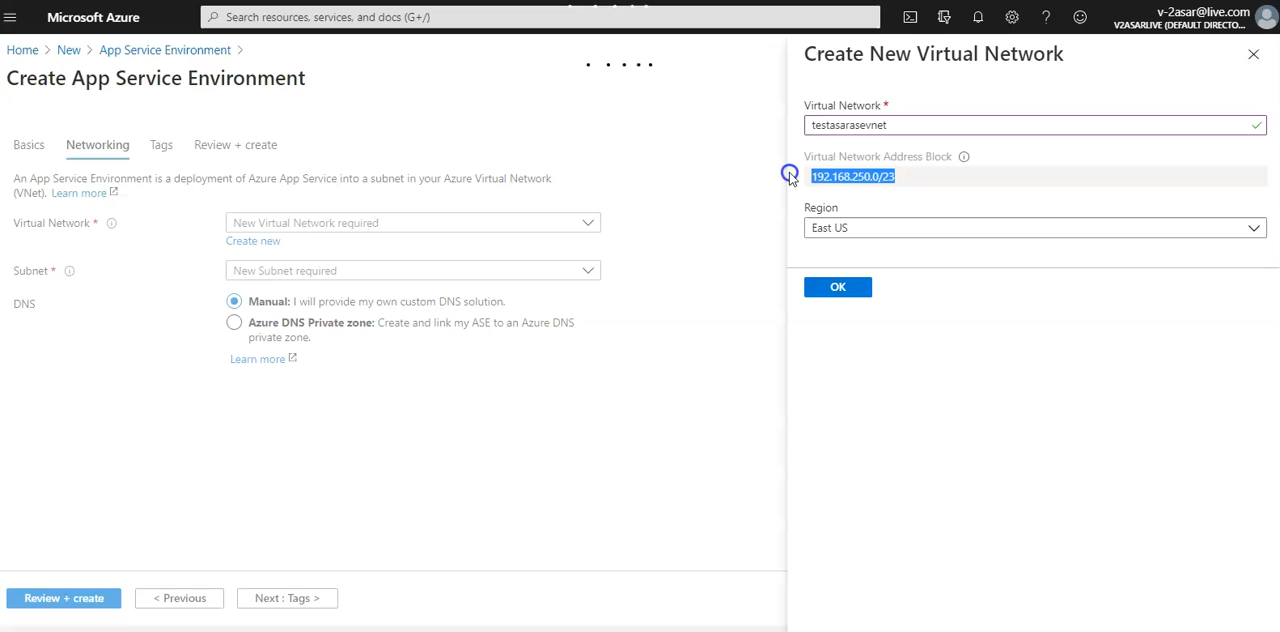 Microsoft Azure
Search resources, services, and docs (G+/)
v-2asar@live.com
V2ASARLIVE (DEFAULT DIRECTO...
Home > New > App Service Environment >
Create App Service Environment
Basics Networking Tags Review + create
An App Service Environment is a deployment of Azure App Service into a subnet in your Azure Virtual Network
(VNet). Learn more
Virtual Network * New Virtual Network required
Create new
Subnet * New Subnet required
DNS Manual: I will provide my own custom DNS solution.
Azure DNS Private zone: Create and link my ASE to an Azure DNS
private zone.
Learn more
Review + create < Previous Next : Tags >
Create New Virtual Network
Virtual Network *
testasarasevnet
Virtual Network Address Block
192.168.250.0/23
Region
East US
OK